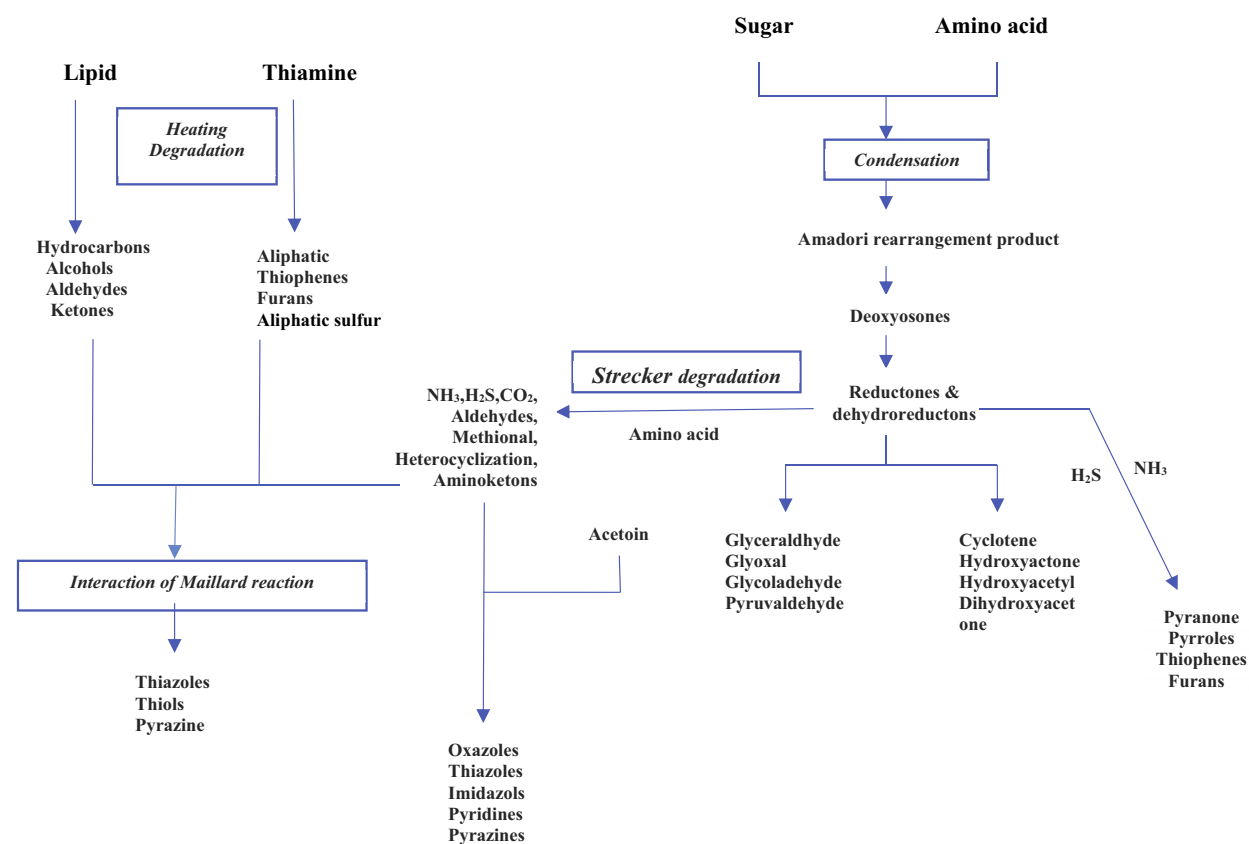 Sugar
Amino acid
Lipid
Thiamine
Heating
Degradation
Condensation
Amadori rearrangement product
Hydrocarbons
Alcohols
Aldehydes
Ketones
Aliphatic
Thiophenes
Furans
Aliphatic sulfur
Deoxyosones
Strecker degradation
Reductones &
dehydroreductons
NH₃,H₂S,CO₂,
Aldehydes,
Methional,
Heterocyclization,
Aminoketons
Amino acid
H₂S
NH₃
Acetoin
Glyceraldhyde
Glyoxal
Glycoladehyde
Pyruvaldehyde
Cyclotene
Hydroxyactone
Hydroxyacetyl
Dihydroxyacet
one
Interaction of Maillard reaction
Pyranone
Pyrroles
Thiophenes
Furans
Thiazoles
Thiols
Pyrazine
Oxazoles
Thiazoles
Imidazols
Pyridines
Pyrazines